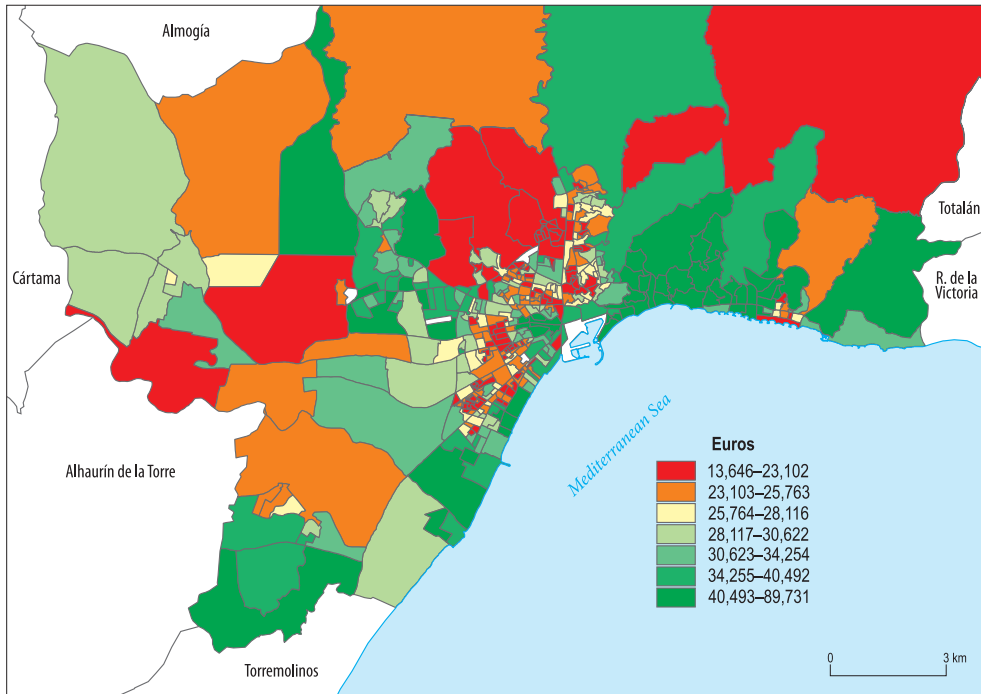 Almogía
Totalán
Cártama
R. de la
Victoria
Mediterranean Sea
Alhaurín de la Torre
Torremolinos
Euros
13,646–23,102
23,103–25,763
25,764–28,116
28,117–30,622
30,623–34,254
34,255–40,492
40,493–89,731
0
3 km